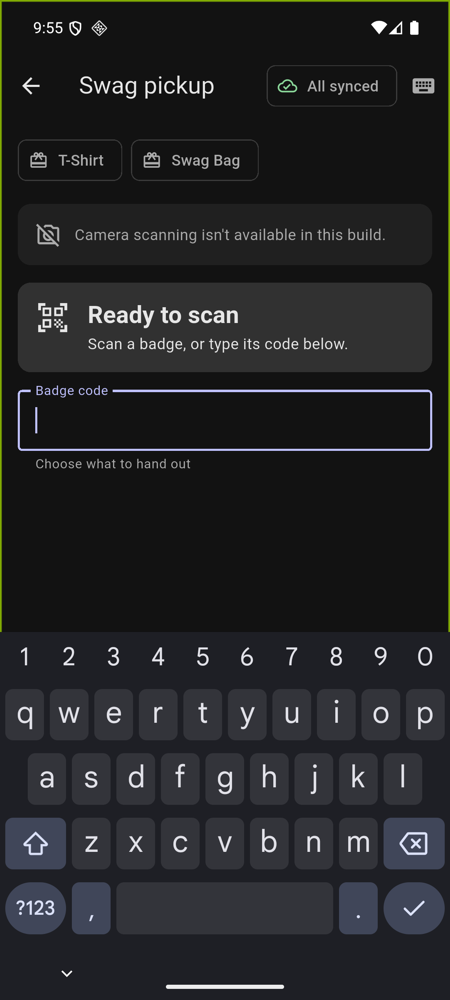 9:55
Swag pickup
All synced
T-Shirt
Swag Bag
Camera scanning isn't available in this build.
Ready to scan
Scan a badge, or type its code below.
Badge code
Choose what to hand out
1 2 3 4 5 6 7 8 9 0
q w e r t y u i o p
a s d f g h j k l
z x c v b n m
?123 , .